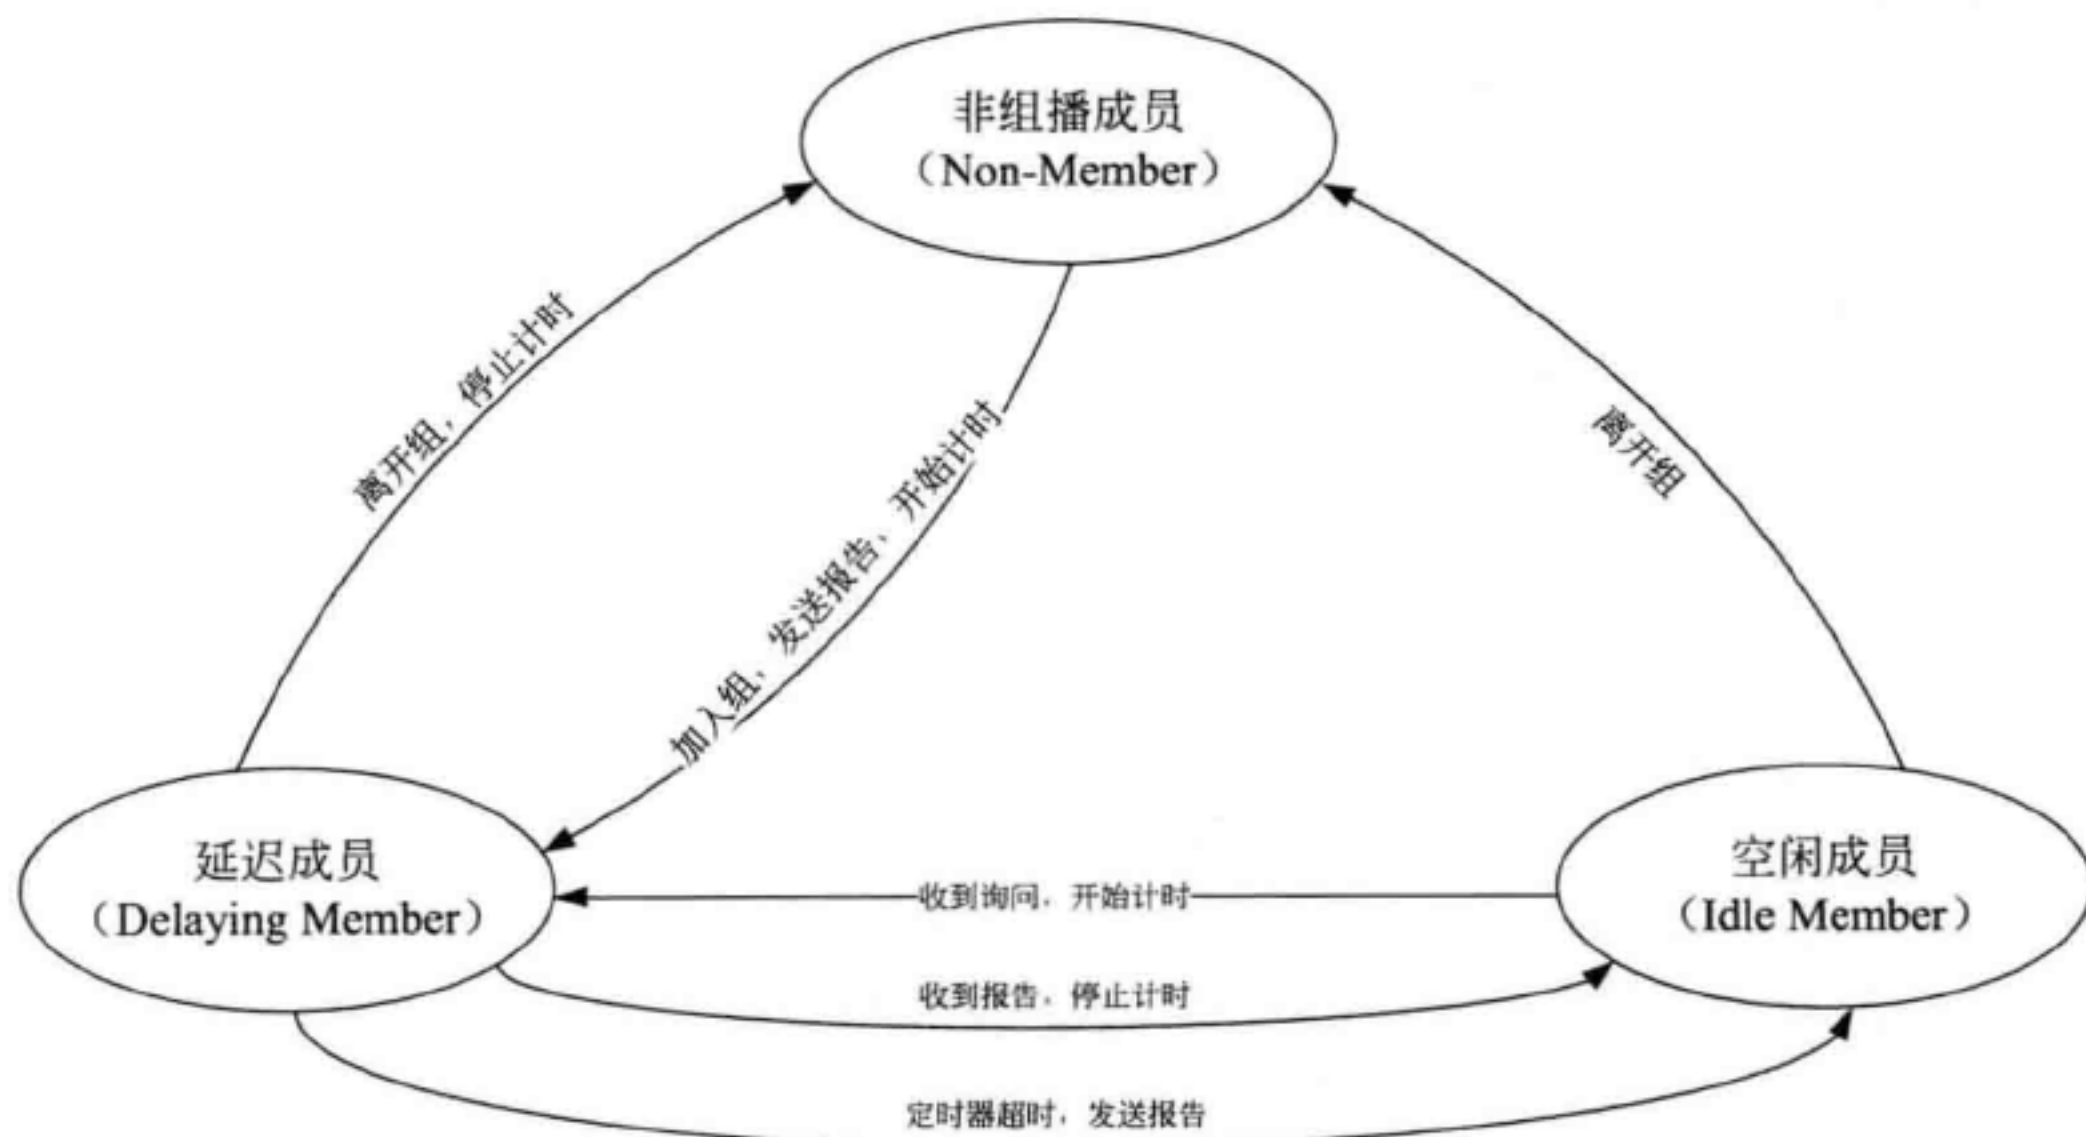 非组播成员
（Non-Member）
离开组，停止计时
加入组，发送报告、开始计时
离开组
延迟成员
（Delaying Member）
空闲成员
（Idle Member）
收到询问，开始计时
收到报告，停止计时
定时器超时，发送报告